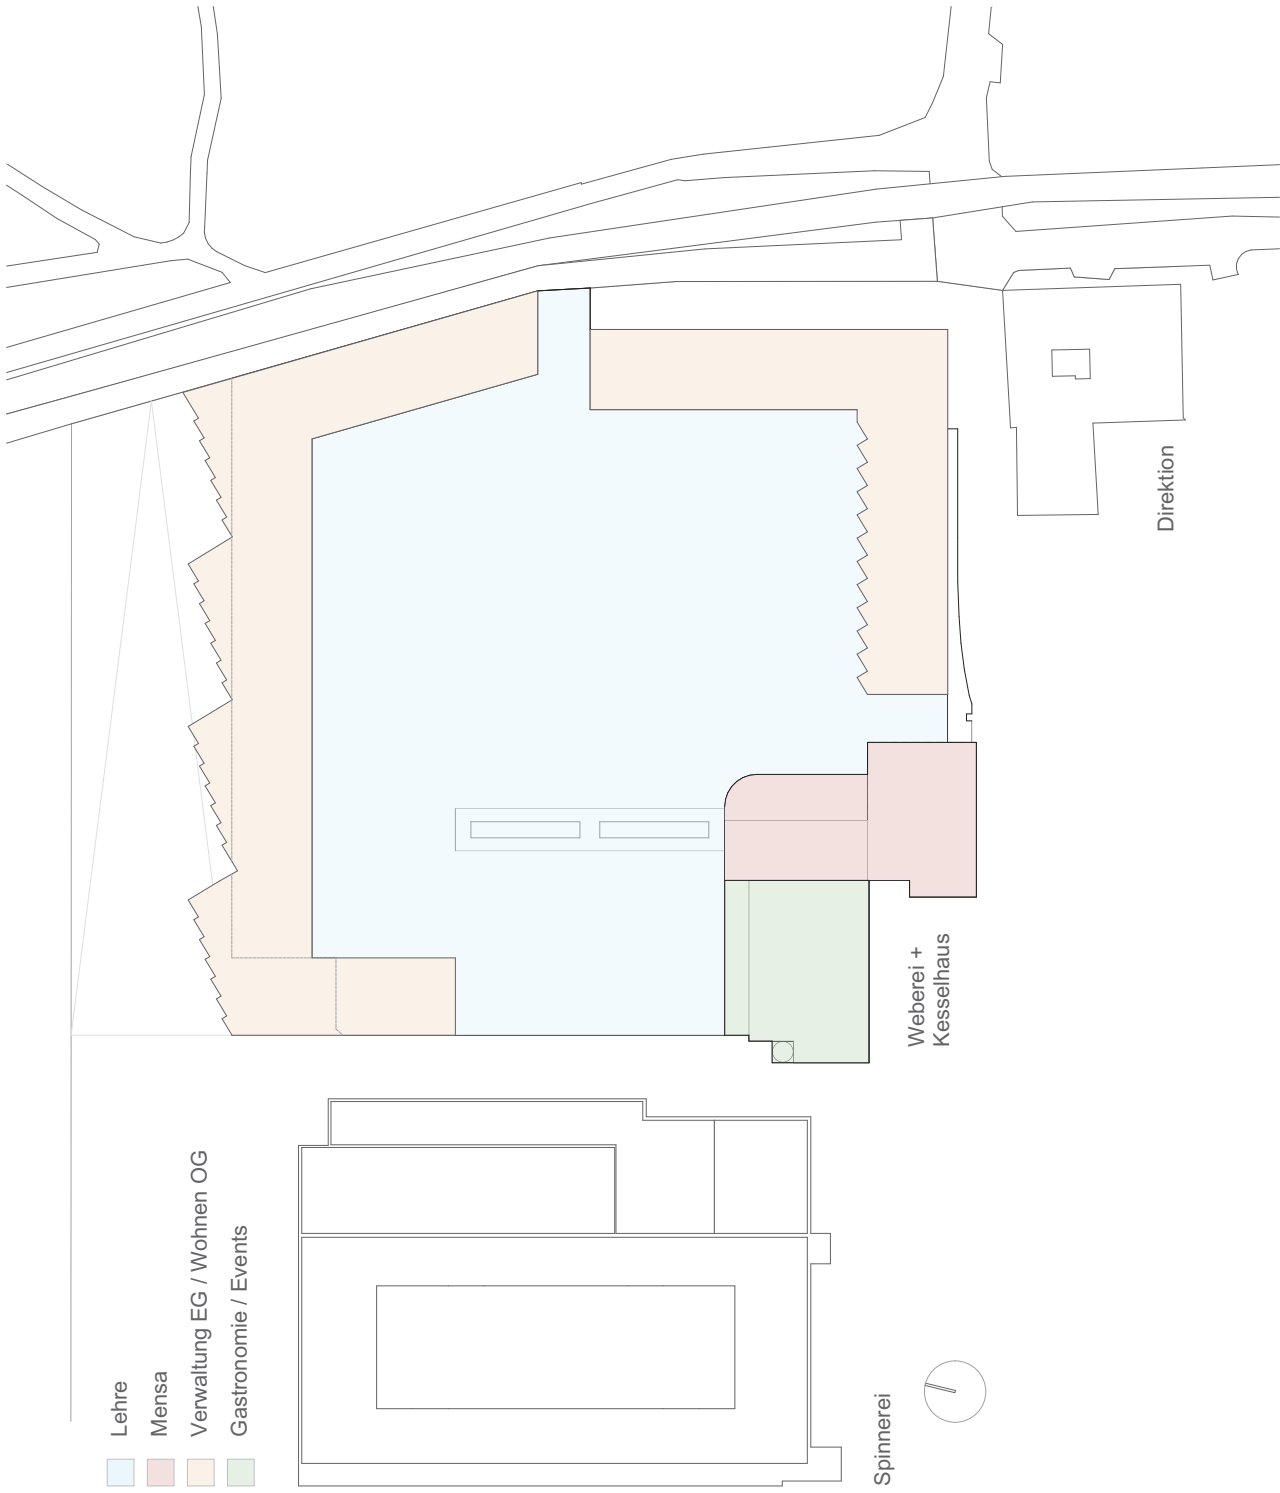 Lehre
Mensa
Verwaltung EG / Wohnen OG
Gastronomie / Events
Spinnerei
Weberei +
Kesselhaus
Direktion